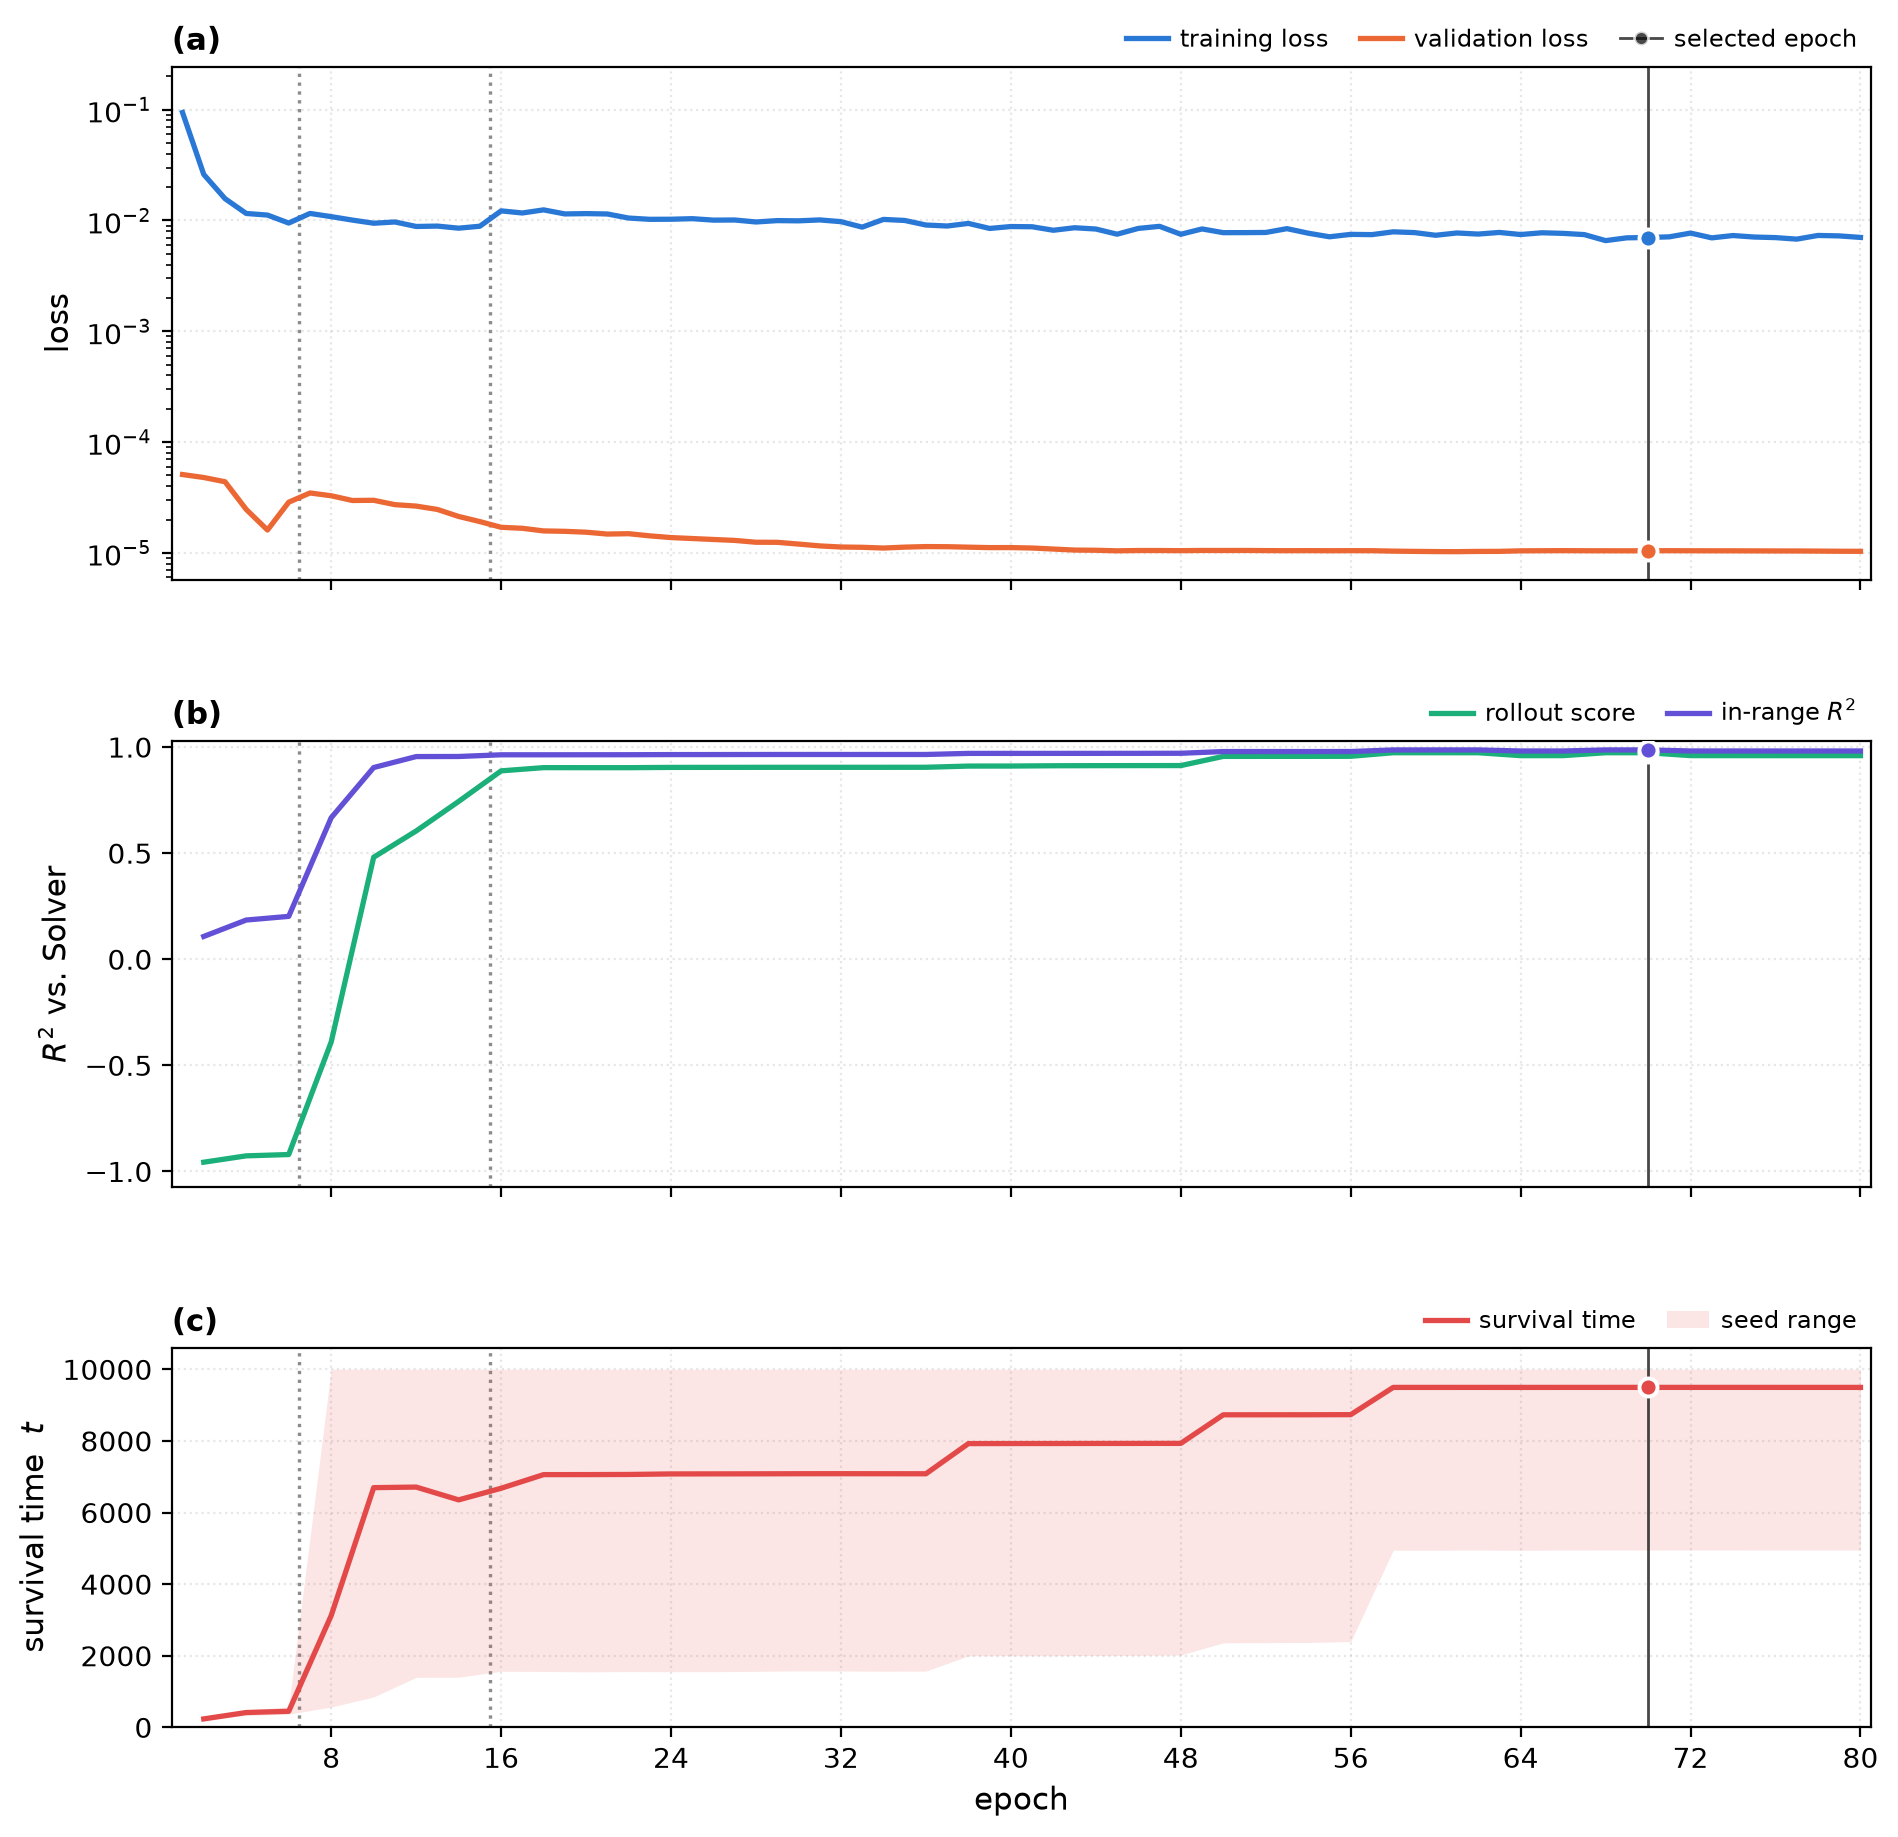 (a)
training loss
validation loss
selected epoch
10⁻¹
10⁻²
10⁻³
10⁻⁴
10⁻⁵
loss
(b)
rollout score
in-range R²
1.0
0.5
0.0
−0.5
−1.0
R² vs. Solver
(c)
survival time
seed range
10000
8000
6000
4000
2000
0
survival time t
8 16 24 32 40 48 56 64 72 80
epoch